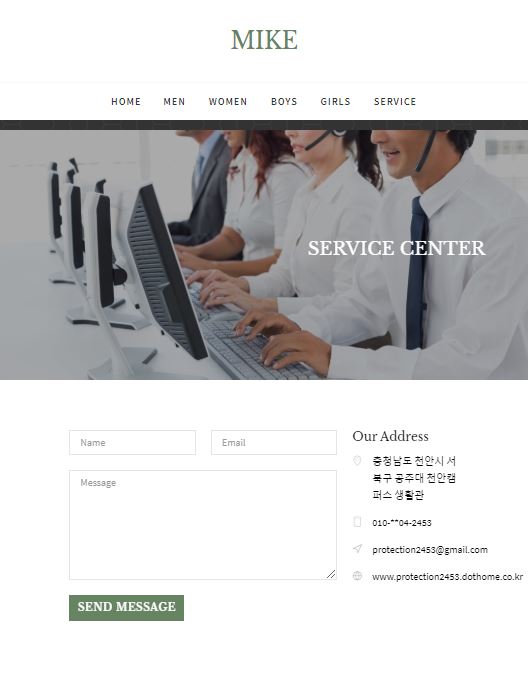 MIKE
HOME MEN WOMEN BOYS GIRLS SERVICE
SERVICE CENTER
Name Email
Message
SEND MESSAGE
Our Address
충청남도 천안시 서
북구 공주대 천안캠
퍼스 생활관
010-**04-2453
protection2453@gmail.com
www.protection2453.dothome.co.kr